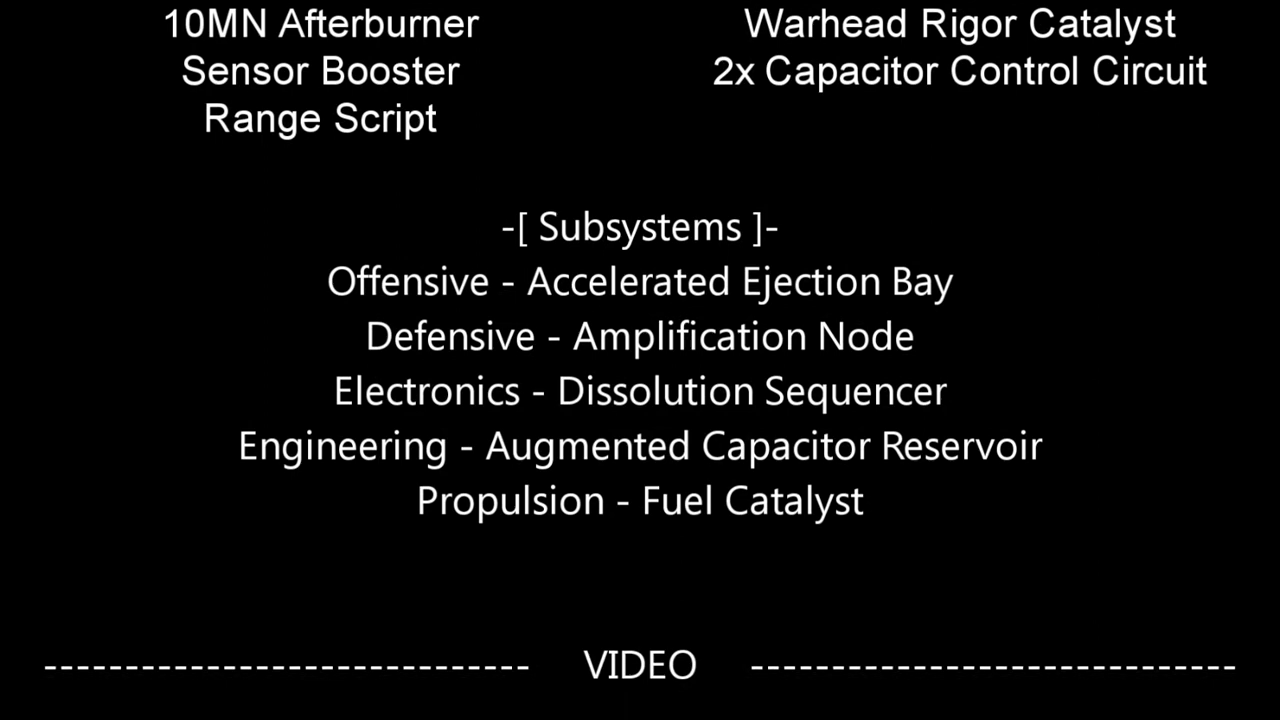 10MN Afterburner
Sensor Booster
Range Script
Warhead Rigor Catalyst
2x Capacitor Control Circuit
-[ Subsystems ]-
Offensive - Accelerated Ejection Bay
Defensive - Amplification Node
Electronics - Dissolution Sequencer
Engineering - Augmented Capacitor Reservoir
Propulsion - Fuel Catalyst
------------------------------ VIDEO ------------------------------